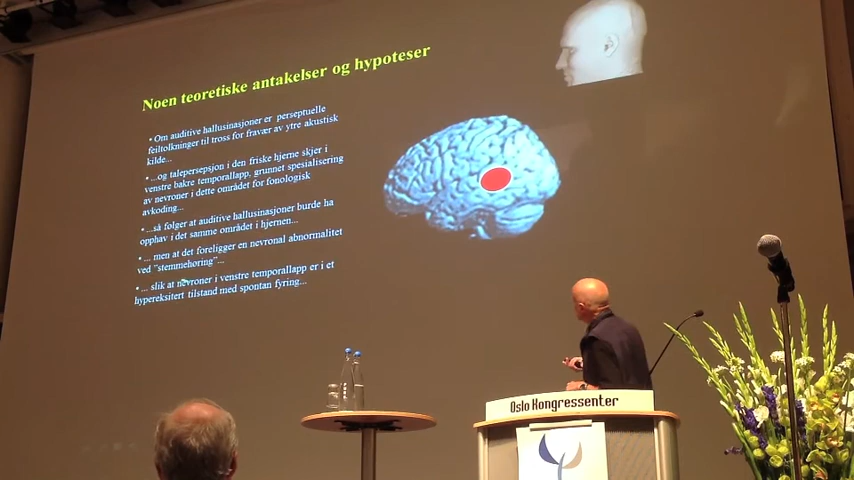 Noen teoretiske antakelser og hypoteser
• Om auditive hallusinasjoner er perseptuelle
feiltolkninger til tross for fravær av ytre akustisk
kilde...
• ...og talepersepsjon i den friske hjerne skjer i
venstre bakre temporallapp, grunnet spesialisering
av nevroner i dette området for fonologisk
avkoding...
• ...så følger at auditive hallusinasjoner burde ha
opphav i det samme området i hjernen...
• ... men at det foreligger en nevronal abnormalitet
ved "stemmehøring"...
• ... slik at nevroner i venstre temporallapp er i et
hypereksitert tilstand med spontan fyring...
Oslo Kongressenter